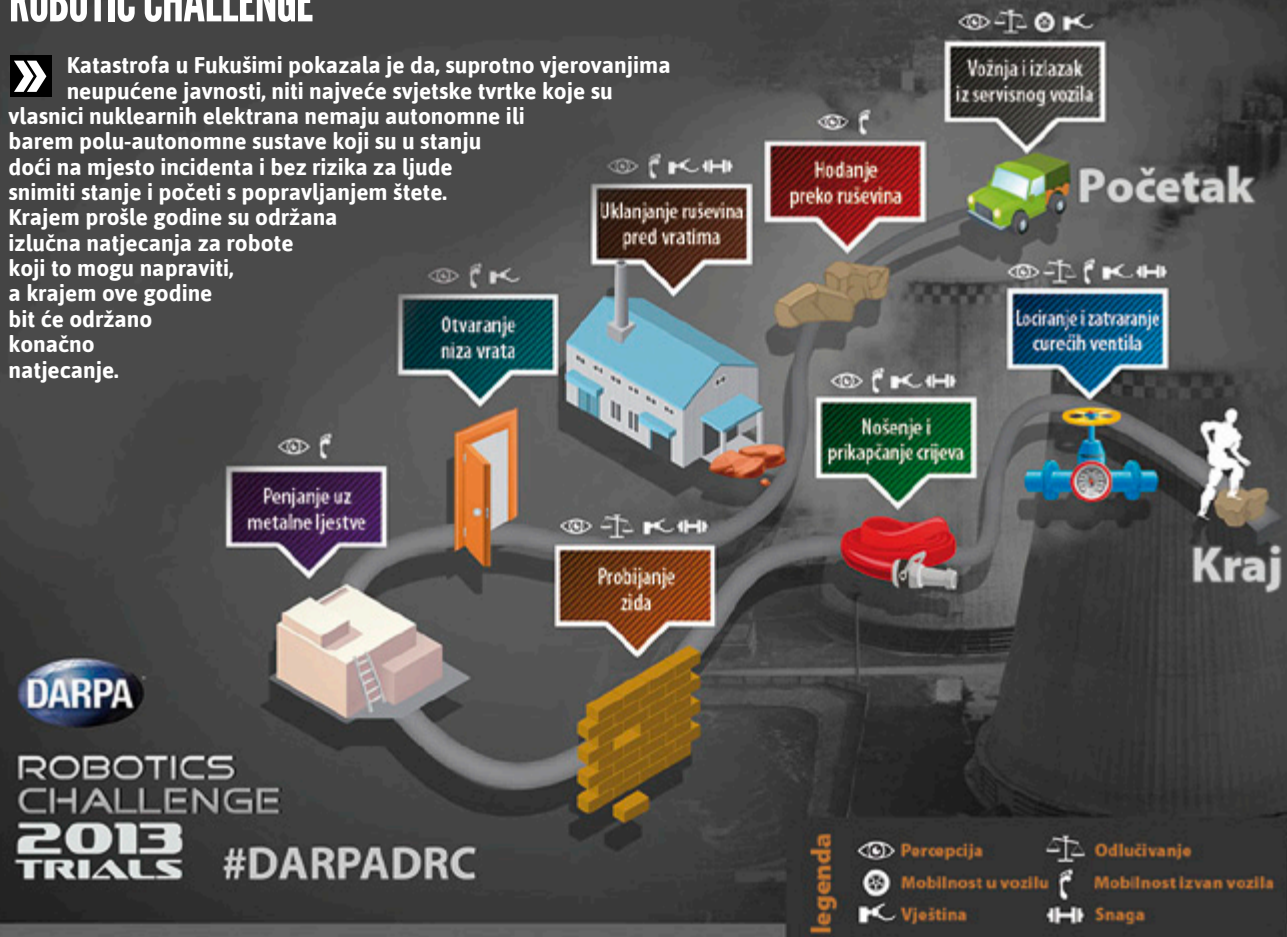 ROBOTIC CHALLENGE
Katastrofa u Fukušimi pokazala je da, suprotno vjerovanjima
neupućene javnosti, niti najveće svjetske tvrtke koje su
vlasnici nuklearnih elektrana nemaju autonomne ili
barem polu-autonomne sustave koji su u stanju
doći na mjesto incidenta i bez rizika za ljude
snimiti stanje i početi s popravljanjem štete.
Krajem prošle godine su održana
izlučna natjecanja za robote
koji to mogu napraviti,
a krajem ove godine
bit će održano
konačno
natjecanje.
Vožnja i izlazak
iz servisnog vozila
Početak
Hodanje
preko ruševina
Uklanjanje ruševina
pred vratima
Otvaranje
niza vrata
Penjanje uz
metalne ljestve
Probijanje
zida
Nošenje i
prikapčanje crijeva
Lociranje i zatvaranje
curećih ventila
Kraj
DARPA
ROBOTICS
CHALLENGE
2013
TRIALS
#DARPADRC
legenda
Percepcija
Odlučivanje
Mobilnost u vozilu
Mobilnost izvan vozila
Vještina
Snaga